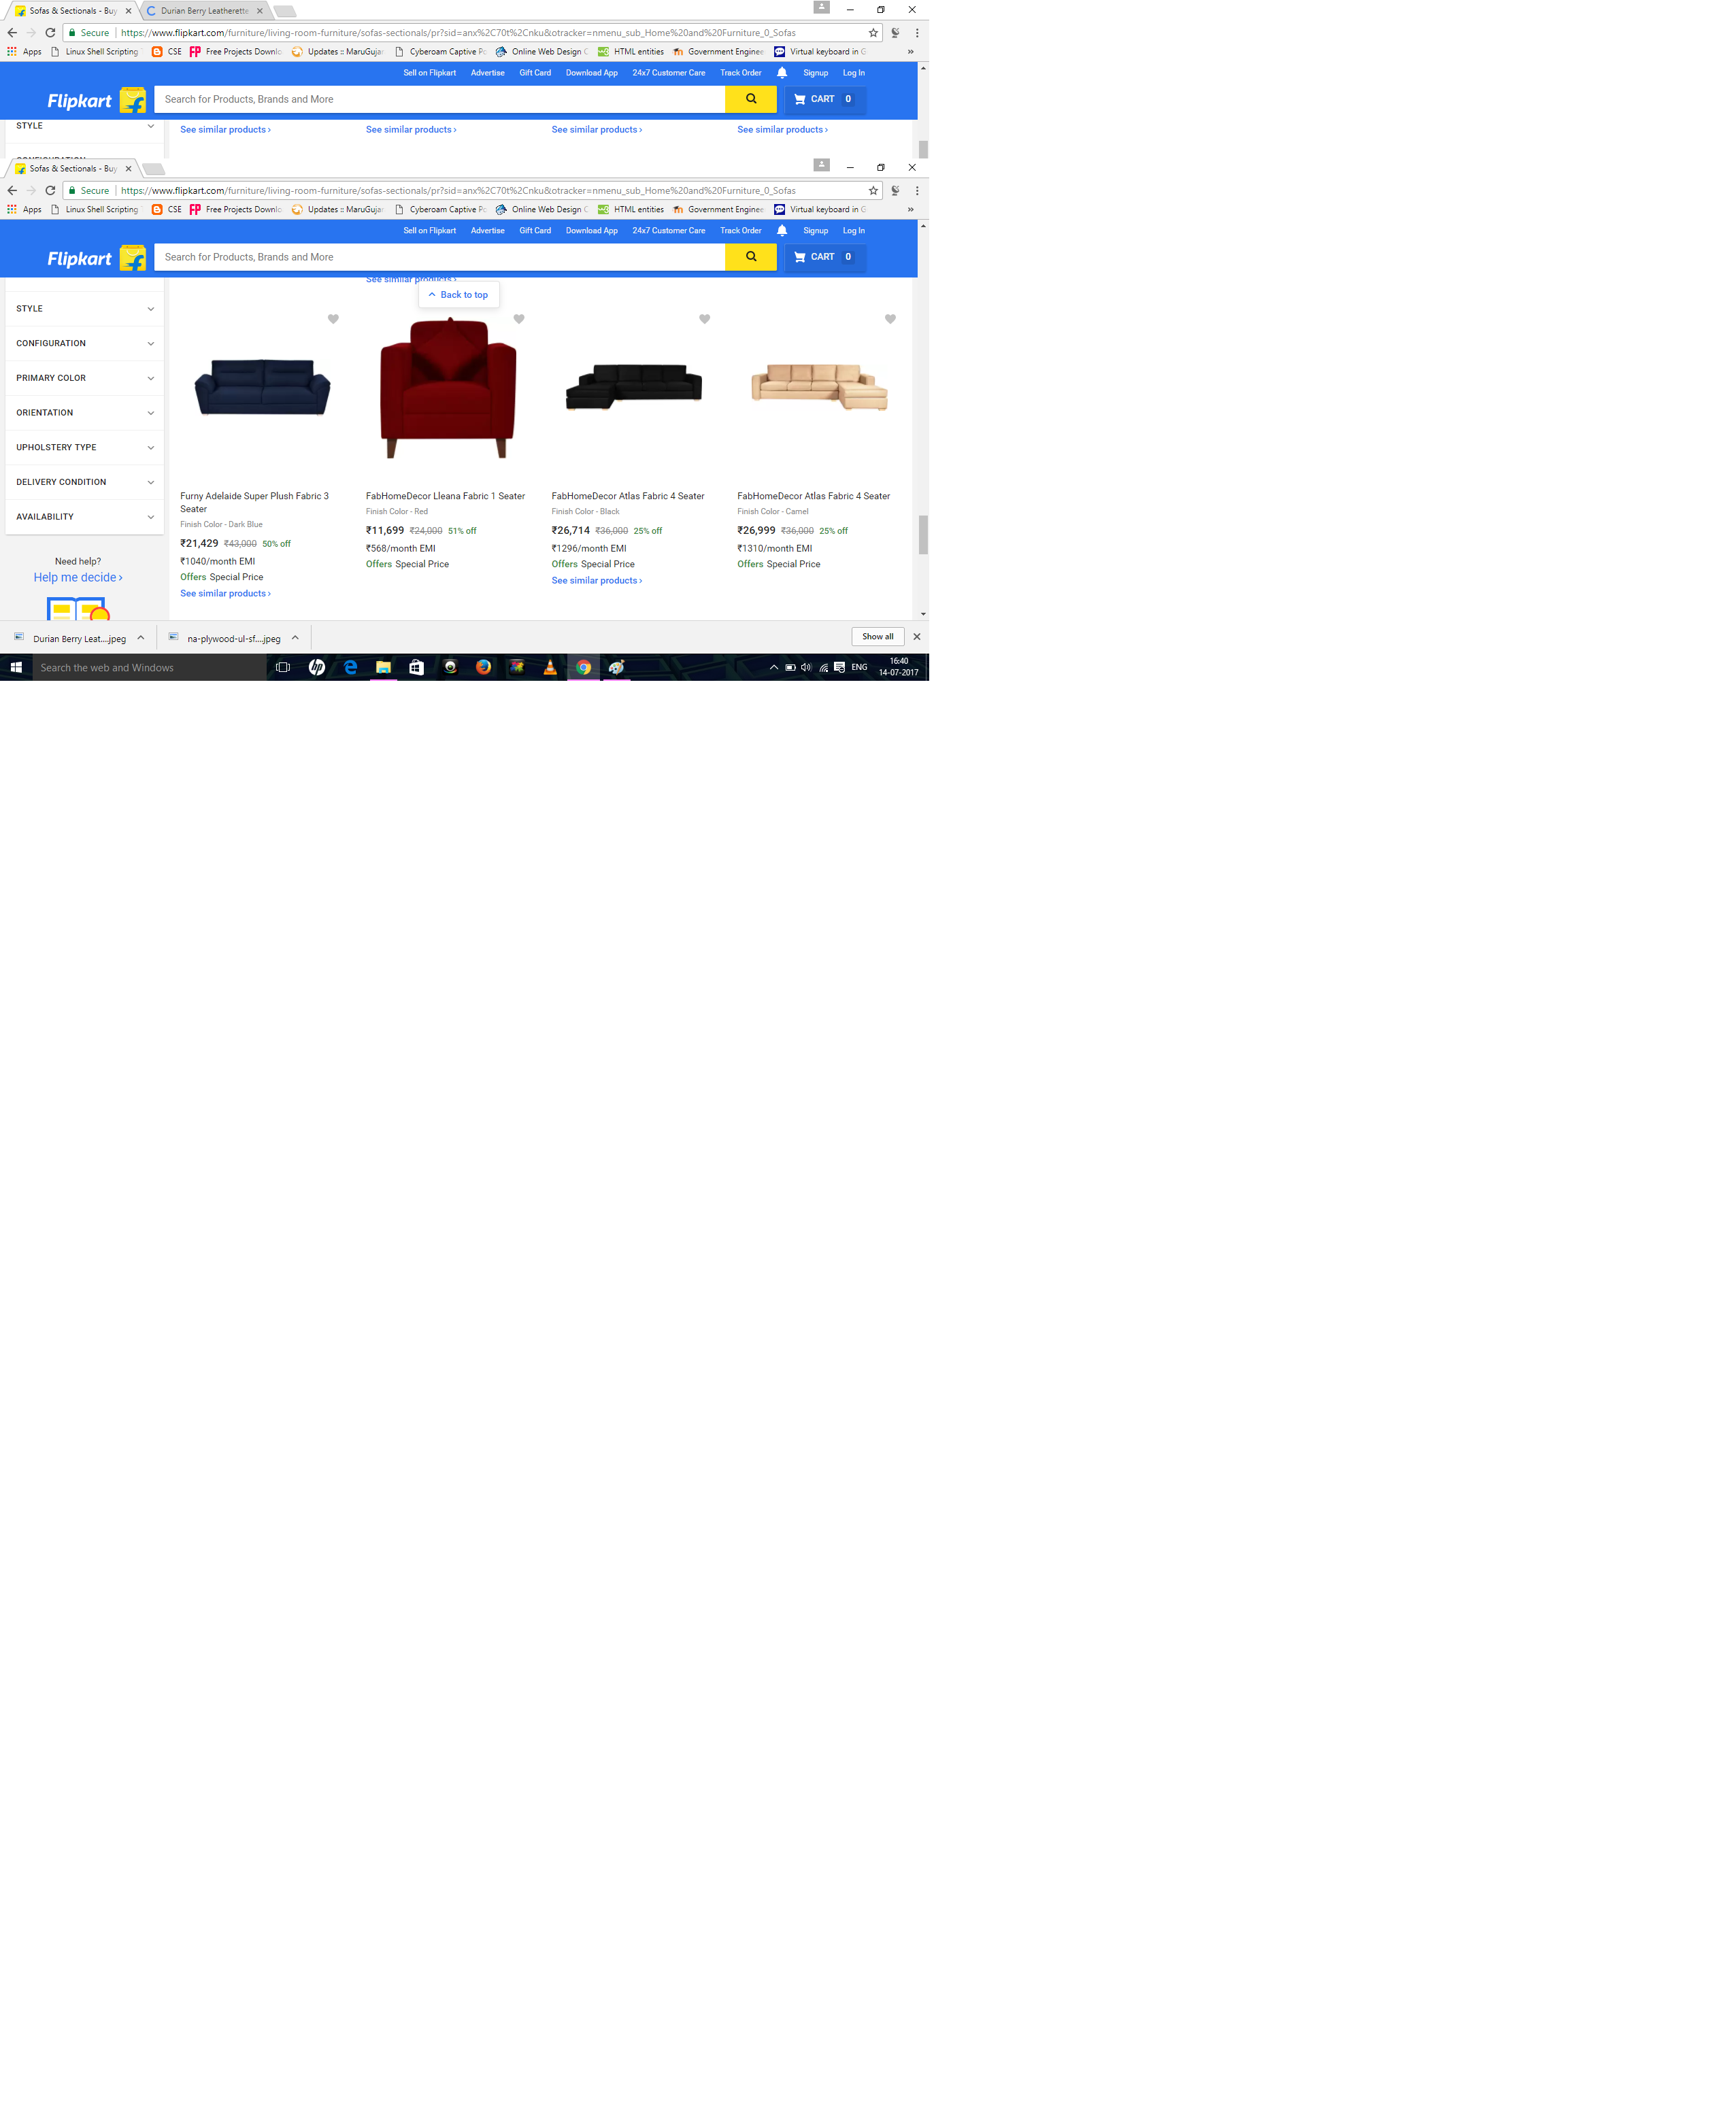 Sofas & Sectionals - Buy
Durian Berry Leatherette
Secure https://www.flipkart.com/furniture/living-room-furniture/sofas-sectionals/pr?sid=anx%2C70t%2Cnku&otracker=nmenu_sub_Home%20and%20Furniture_0_Sofas
Apps Linux Shell Scripting CSE Free Projects Downlo Updates :: MaruGujar Cyberoam Captive Po Online Web Design C HTML entities Government Enginee Virtual keyboard in G »
Sell on Flipkart Advertise Gift Card Download App 24x7 Customer Care Track Order Signup Log In
Flipkart Search for Products, Brands and More CART 0
STYLE See similar products › See similar products › See similar products › See similar products ›
Sofas & Sectionals - Buy
Secure https://www.flipkart.com/furniture/living-room-furniture/sofas-sectionals/pr?sid=anx%2C70t%2Cnku&otracker=nmenu_sub_Home%20and%20Furniture_0_Sofas
Apps Linux Shell Scripting CSE Free Projects Downlo Updates :: MaruGujar Cyberoam Captive Po Online Web Design C HTML entities Government Enginee Virtual keyboard in G »
Sell on Flipkart Advertise Gift Card Download App 24x7 Customer Care Track Order Signup Log In
Flipkart Search for Products, Brands and More CART 0
See similar products ›
Back to top
STYLE
CONFIGURATION
PRIMARY COLOR
ORIENTATION
UPHOLSTERY TYPE
DELIVERY CONDITION
AVAILABILITY
Need help?
Help me decide ›
Furny Adelaide Super Plush Fabric 3
Seater
Finish Color - Dark Blue
₹21,429 ₹43,000 50% off
₹1040/month EMI
Offers Special Price
See similar products ›
FabHomeDecor Lleana Fabric 1 Seater
Finish Color - Red
₹11,699 ₹24,000 51% off
₹568/month EMI
Offers Special Price
FabHomeDecor Atlas Fabric 4 Seater
Finish Color - Black
₹26,714 ₹36,000 25% off
₹1296/month EMI
Offers Special Price
See similar products ›
FabHomeDecor Atlas Fabric 4 Seater
Finish Color - Camel
₹26,999 ₹36,000 25% off
₹1310/month EMI
Offers Special Price
Durian Berry Leat....jpeg na-plywood-ul-sf....jpeg Show all
Search the web and Windows hp ENG 16:40
14-07-2017